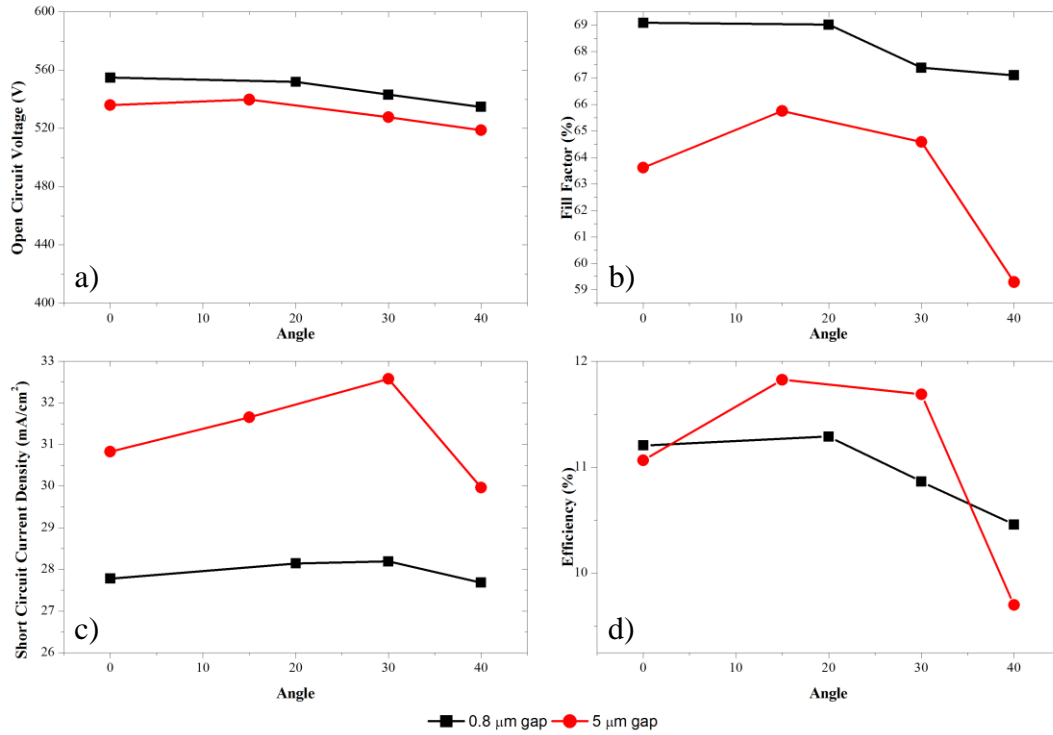 600
560
520
480
440
400
Open Circuit Voltage (V)
a)
0 10 20 30 40
Angle
69
68
67
66
65
64
63
62
61
60
59
Fill Factor (%)
b)
0 10 20 30 40
Angle
33
32
31
30
29
28
27
26
Short Circuit Current Density (mA/cm²)
c)
0 10 20 30 40
Angle
12
11
10
Efficiency (%)
d)
0 10 20 30 40
Angle
0.8 μm gap 5 μm gap